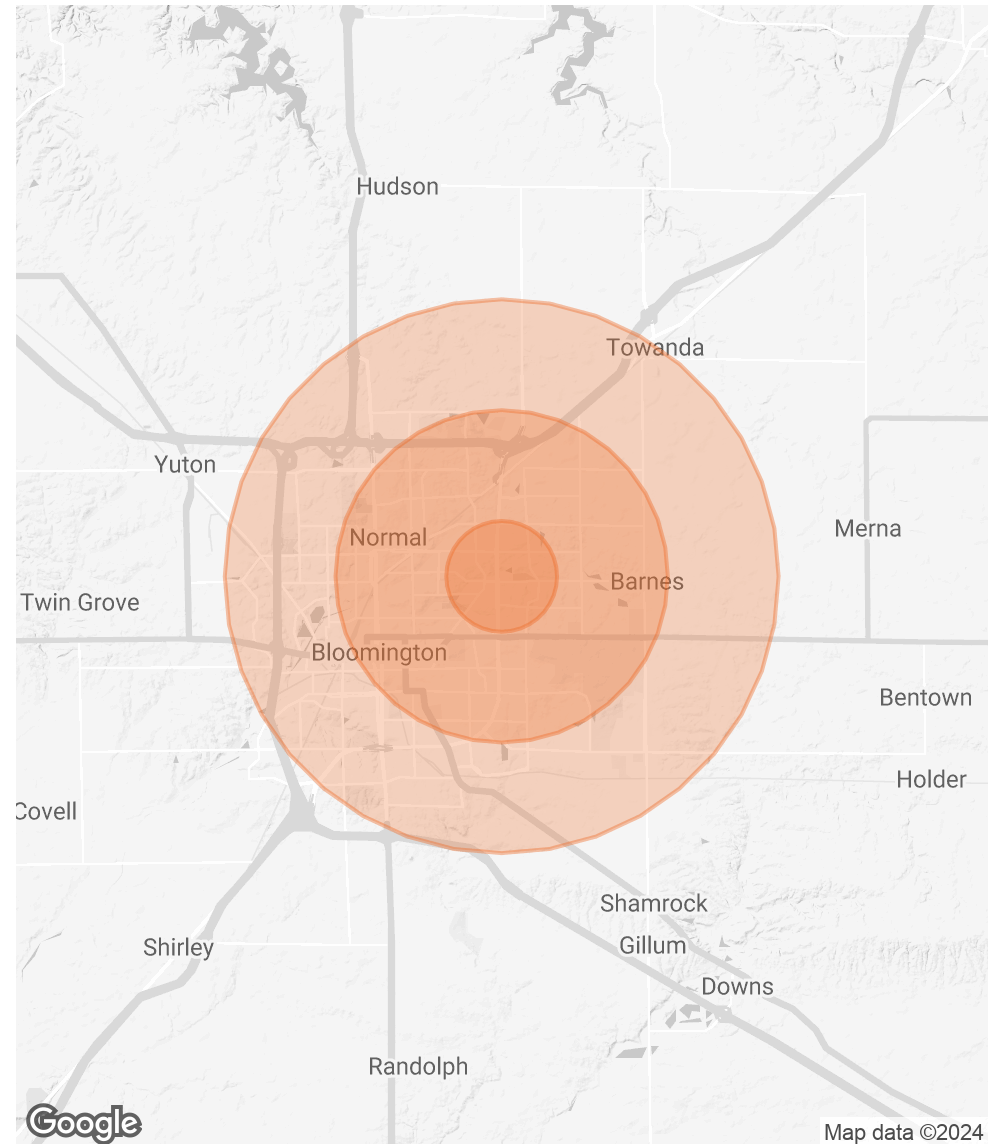 Hudson
Towanda
Yuton
Merna
Normal
Barnes
Twin Grove
Bloomington
Bentown
Holder
Covell
Shamrock
Gillum
Shirley
Downs
Randolph
Google
Map data ©2024